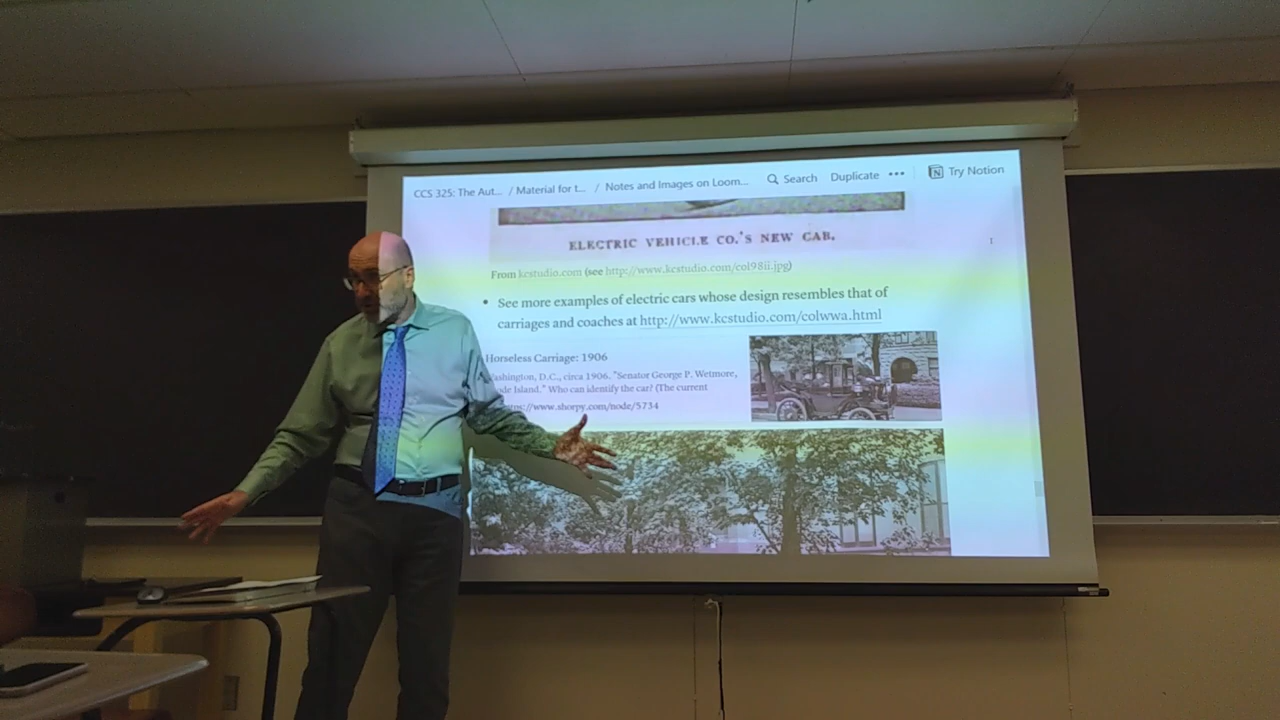 CCS 325: The Aut... / Material for t... / Notes and Images on Loom... Search Duplicate ••• Try Notion
ELECTRIC VEHICLE CO.'S NEW CAB.
From kcstudio.com (see http://www.kcstudio.com/col98ii.jpg)
• See more examples of electric cars whose design resembles that of
carriages and coaches at http://www.kcstudio.com/colwwa.html
Horseless Carriage: 1906
ashington, D.C., circa 1906. "Senator George P. Wetmore,
de Island." Who can identify the car? (The current
www.shorpy.com/node/5734